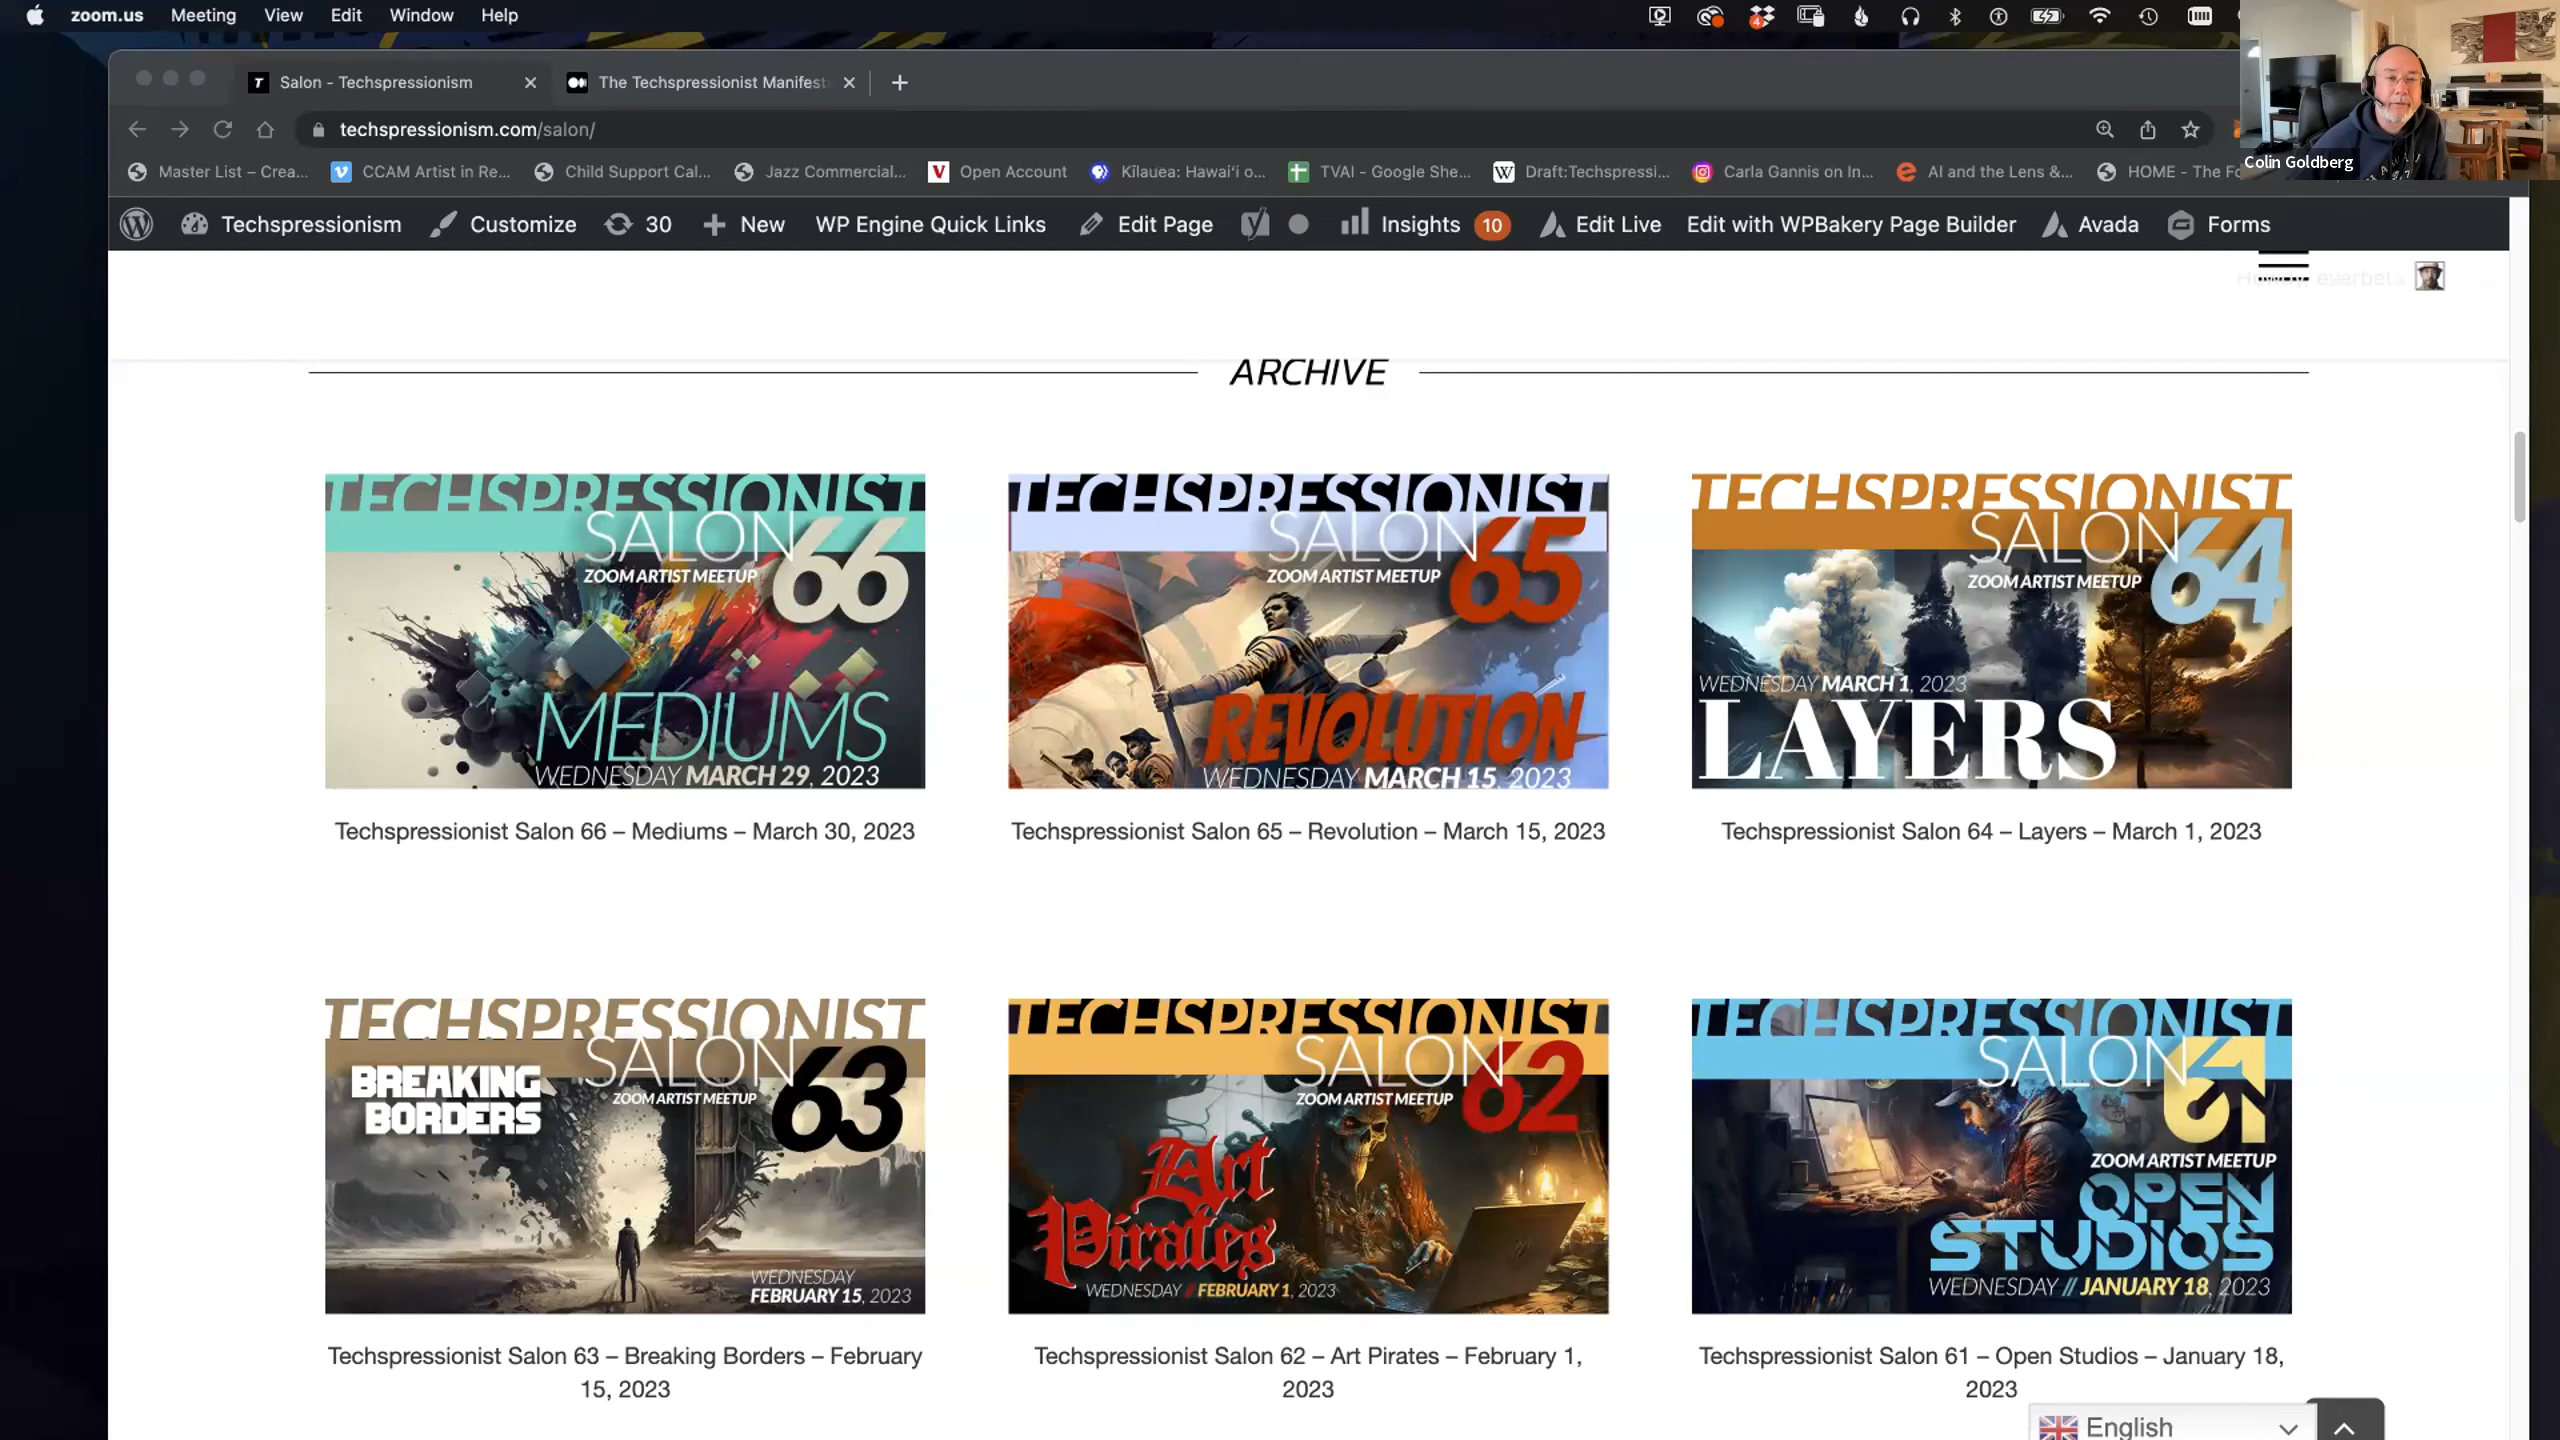 zoom.us Meeting View Edit Window Help
4
Salon - Techspressionism
The Techspressionist Manifest
techspressionism.com/salon/
Master List – Crea... CCAM Artist in Re... Child Support Cal... Jazz Commercial... Open Account Kīlauea: Hawai‘i o... TVAI - Google She... Draft:Techspressi... Carla Gannis on In... AI and the Lens &... HOME - The Fo
Colin Goldberg
Techspressionism Customize 30 New WP Engine Quick Links Edit Page Insights 10 Edit Live Edit with WPBakery Page Builder Avada Forms
ARCHIVE
TECHSPRESSIONIST
SALON 66
ZOOM ARTIST MEETUP
MEDIUMS
WEDNESDAY MARCH 29, 2023
Techspressionist Salon 66 – Mediums – March 30, 2023
TECHSPRESSIONIST
SALON 65
ZOOM ARTIST MEETUP
REVOLUTION
WEDNESDAY MARCH 15, 2023
Techspressionist Salon 65 – Revolution – March 15, 2023
TECHSPRESSIONIST
SALON 64
ZOOM ARTIST MEETUP
WEDNESDAY MARCH 1, 2023
LAYERS
Techspressionist Salon 64 – Layers – March 1, 2023
TECHSPRESSIONIST
SALON 63
BREAKING
BORDERS
ZOOM ARTIST MEETUP
WEDNESDAY
FEBRUARY 15, 2023
Techspressionist Salon 63 – Breaking Borders – February
15, 2023
TECHSPRESSIONIST
SALON 62
ZOOM ARTIST MEETUP
Art
Pirates
WEDNESDAY // FEBRUARY 1, 2023
Techspressionist Salon 62 – Art Pirates – February 1,
2023
TECHSPRESSIONIST
SALON 61
ZOOM ARTIST MEETUP
OPEN
STUDIOS
WEDNESDAY // JANUARY 18, 2023
Techspressionist Salon 61 – Open Studios – January 18,
2023
English